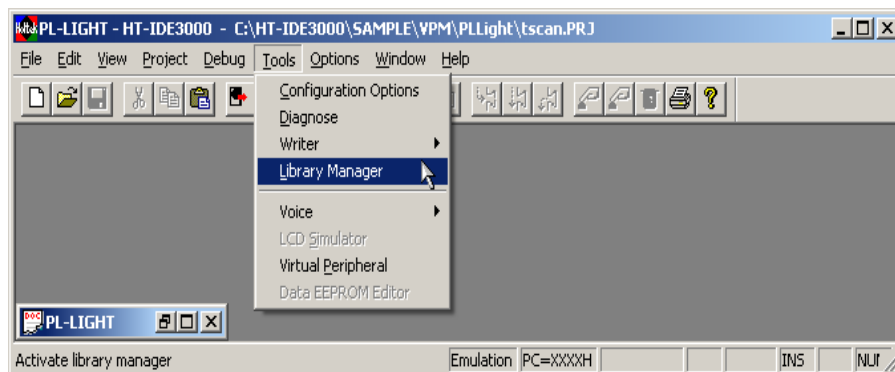 Holtek PL-LIGHT - HT-IDE3000 - C:\HT-IDE3000\SAMPLE\VPM\PLLight\tscan.PRJ
File Edit View Project Debug Tools Options Window Help
Configuration Options
Diagnose
Writer
Library Manager
Voice
LCD Simulator
Virtual Peripheral
Data EEPROM Editor
DOC PL-LIGHT
Activate library manager Emulation PC=XXXXH INS